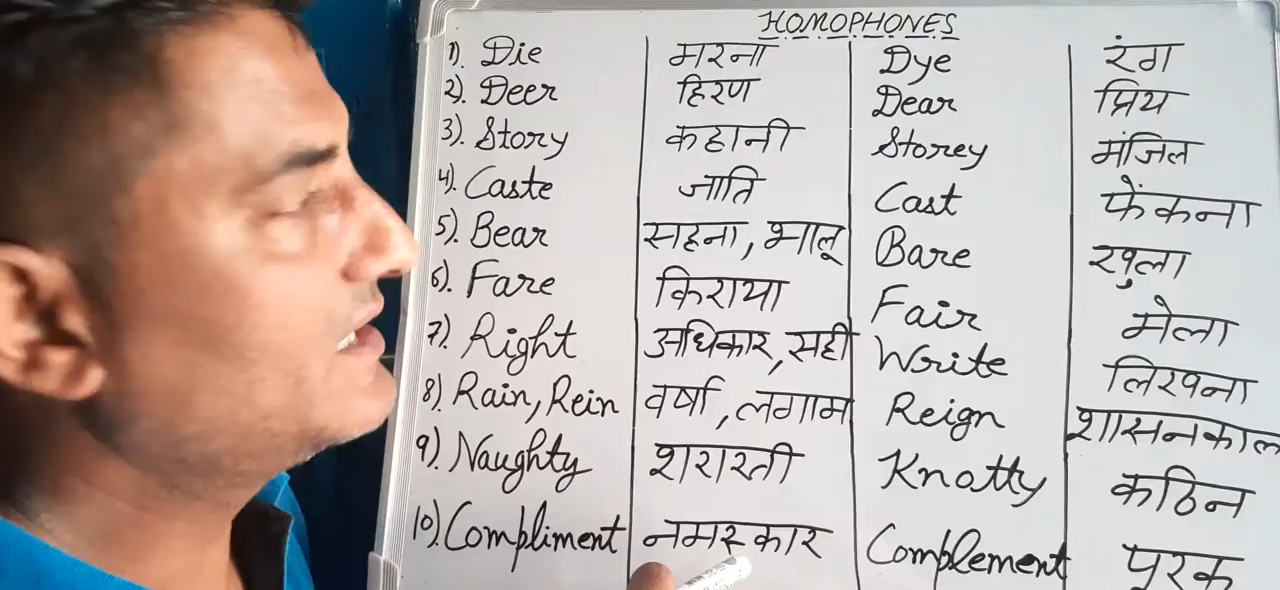 HOMOPHONES
1). Die मरना Dye रंग
2). Deer हिरण Dear प्रिय
3). Story कहानी Storey मंजिल
4). Caste जाति Cast फेंकना
5). Bear सहना, भालू Bare खुला
6). Fare किराया Fair मेला
7). Right अधिकार, सही Write लिखना
8). Rain, Rein वर्षा, लगाम Reign शासनकाल
9). Naughty शरारती Knotty कठिन
10). Compliment नमस्कार Complement पूरक